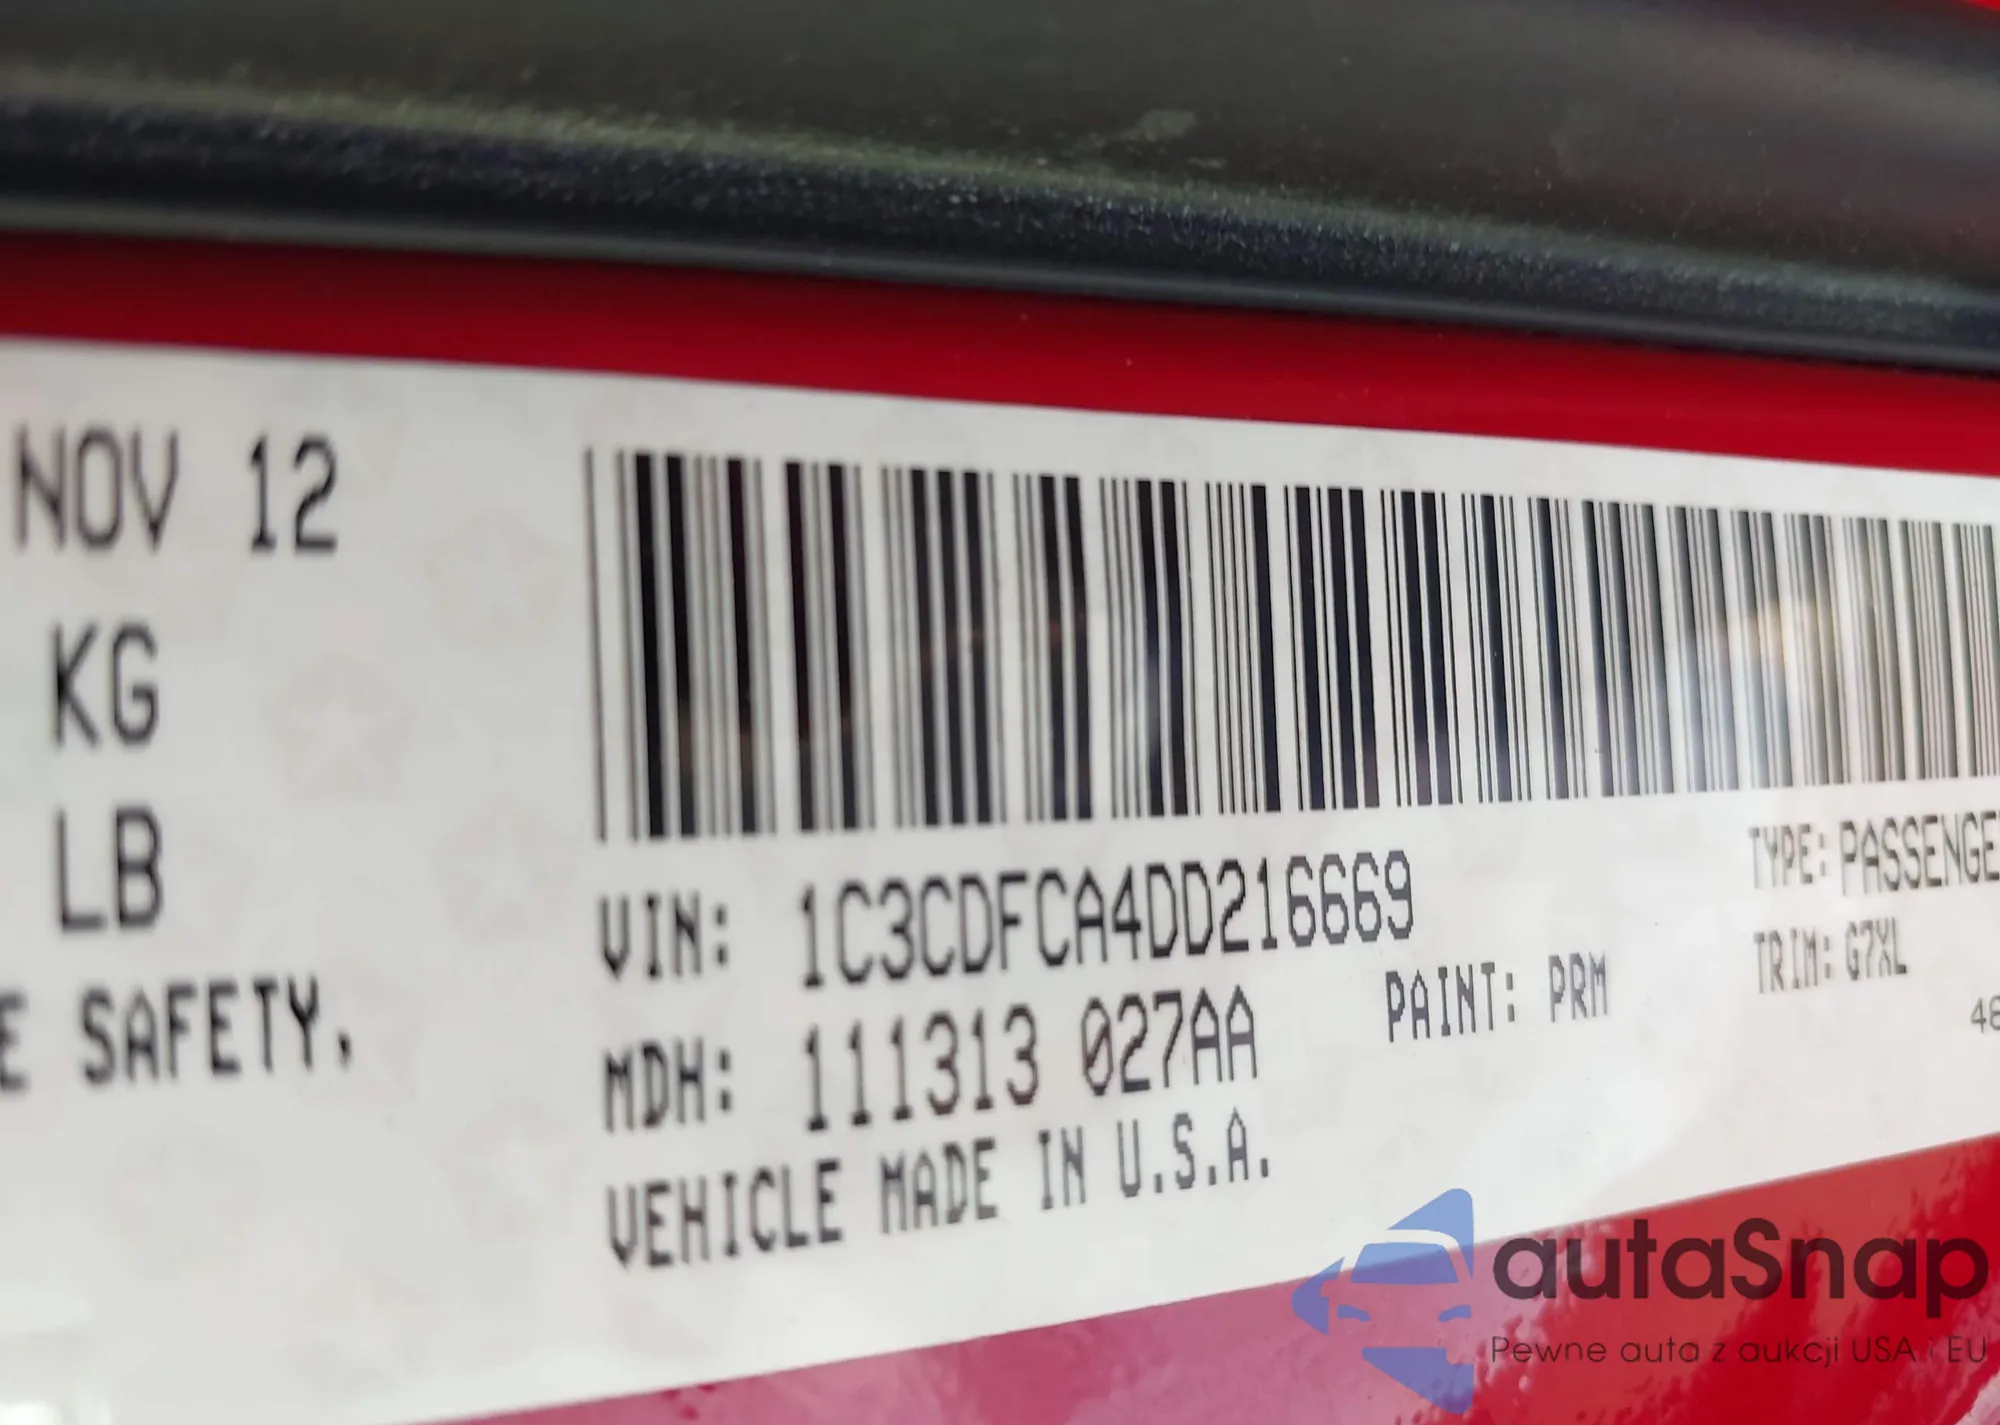 NOV 12
KG
LB
E SAFETY,
VIN: 1C3CDFCA4DD216669
TYPE: PASSENGE
MDH: 111313 027AA
PAINT: PRM
TRIM: G7XL
48
VEHICLE MADE IN U.S.A.
autaSnap
Pewne auta z aukcji USA i EU